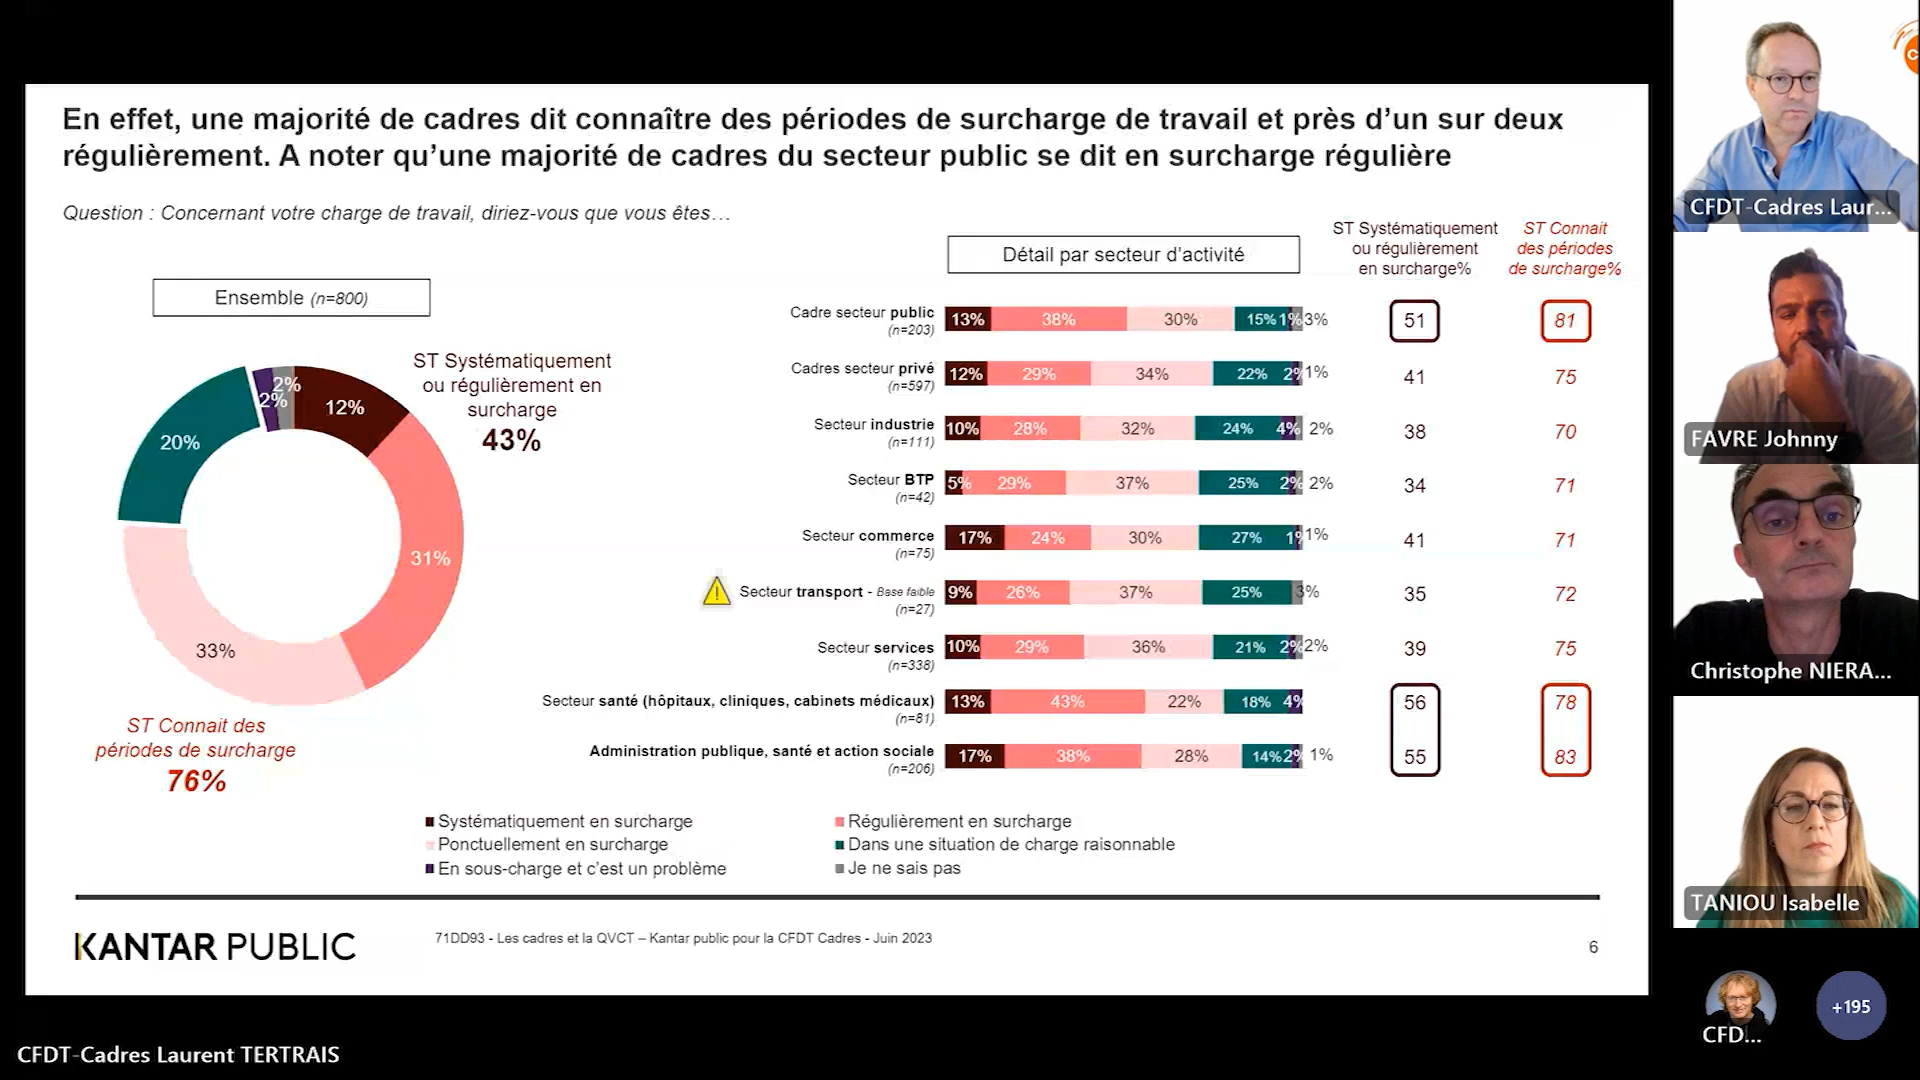 En effet, une majorité de cadres dit connaître des périodes de surcharge de travail et près d'un sur deux
régulièrement. A noter qu'une majorité de cadres du secteur public se dit en surcharge régulière
Question : Concernant votre charge de travail, diriez-vous que vous êtes…
Ensemble (n=800)
ST Systématiquement
ou régulièrement en
surcharge
43%
2%
2%
12%
20%
31%
33%
ST Connait des
périodes de surcharge
76%
Détail par secteur d'activité
ST Systématiquement
ou régulièrement
en surcharge%
ST Connait
des périodes
de surcharge%
Cadre secteur public
(n=203)
13% 38% 30% 15% 1% 3% 51 81
Cadres secteur privé
(n=597)
12% 29% 34% 22% 2% 1% 41 75
Secteur industrie
(n=111)
10% 28% 32% 24% 4% 2% 38 70
Secteur BTP
(n=42)
5% 29% 37% 25% 2% 2% 34 71
Secteur commerce
(n=75)
17% 24% 30% 27% 1% 1% 41 71
Secteur transport - Base faible
(n=27)
9% 26% 37% 25% 3% 35 72
Secteur services
(n=338)
10% 29% 36% 21% 2% 2% 39 75
Secteur santé (hôpitaux, cliniques, cabinets médicaux)
(n=81)
13% 43% 22% 18% 4% 56 78
Administration publique, santé et action sociale
(n=206)
17% 38% 28% 14% 2% 1% 55 83
Systématiquement en surcharge
Régulièrement en surcharge
Ponctuellement en surcharge
Dans une situation de charge raisonnable
En sous-charge et c'est un problème
Je ne sais pas
KANTAR PUBLIC
71DD93 - Les cadres et la QVCT – Kantar public pour la CFDT Cadres - Juin 2023
6
CFDT-Cadres Laurent TERTRAIS
CFDT-Cadres Laur...
FAVRE Johnny
Christophe NIERA...
TANIOU Isabelle
CFD...
+195